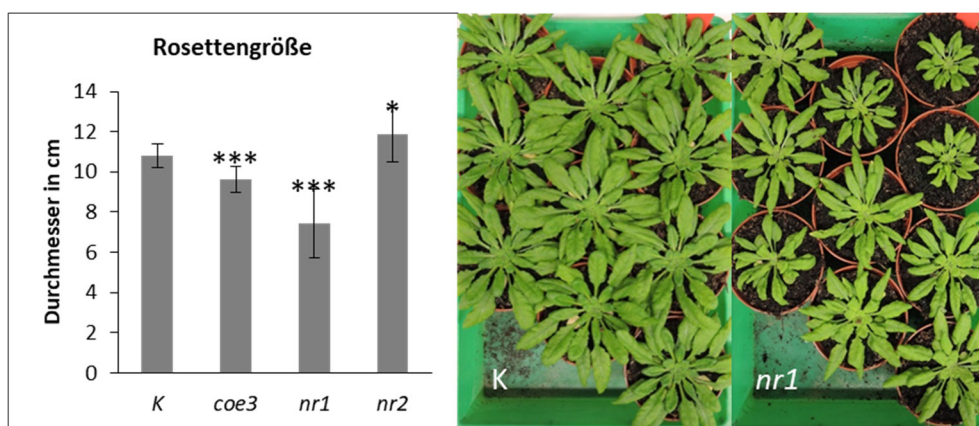 Rosettengröße
Durchmesser in cm
14
12
10
8
6
4
2
0
***
***
*
K
coe3
nr1
nr2
K
nr1